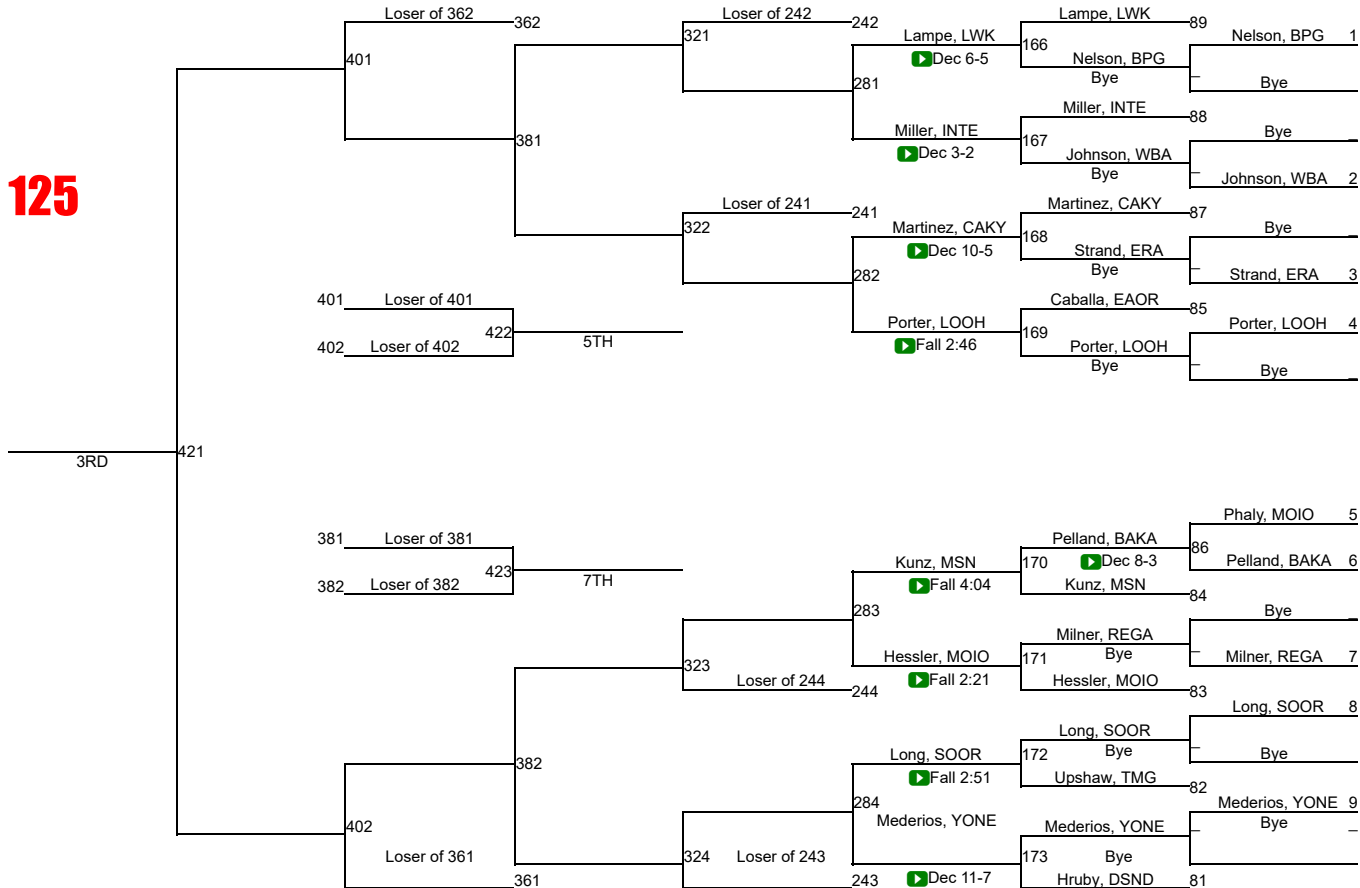 Loser of 362 362 Loser of 242 242 Lampe, LWK 89
401 321 Lampe, LWK 166 Nelson, BPG 1
Dec 6-5 Nelson, BPG
Bye _ Bye _
281
Miller, INTE 88
381 Miller, INTE 167 Bye _
Dec 3-2 Johnson, WBA
Bye _ Johnson, WBA 2
125
Loser of 241 241 Martinez, CAKY 87
322 Martinez, CAKY 168 Bye _
Dec 10-5 Strand, ERA
Bye _ Strand, ERA 3
282
401 Loser of 401 Caballa, EAOR 85
422 5TH Porter, LOOH 169 Porter, LOOH 4
402 Loser of 402 Fall 2:46 Porter, LOOH
Bye _ Bye _
3RD 421
Phaly, MOIO 5
381 Loser of 381 Pelland, BAKA 86
423 7TH Kunz, MSN 170 Dec 8-3 Pelland, BAKA 6
382 Loser of 382 Fall 4:04 Kunz, MSN 84
283 Bye _
Milner, REGA
323 Hessler, MOIO 171 Bye _ Milner, REGA 7
Loser of 244 244 Fall 2:21 Hessler, MOIO 83
Long, SOOR 8
Long, SOOR
382 Long, SOOR 172 Bye _ Bye _
Fall 2:51 Upshaw, TMG 82
284 Mederios, YONE 9
402 Mederios, YONE Mederios, YONE _ Bye _
Loser of 361 324 Loser of 243 173 Bye
361 243 Dec 11-7 Hruby, DSND 81